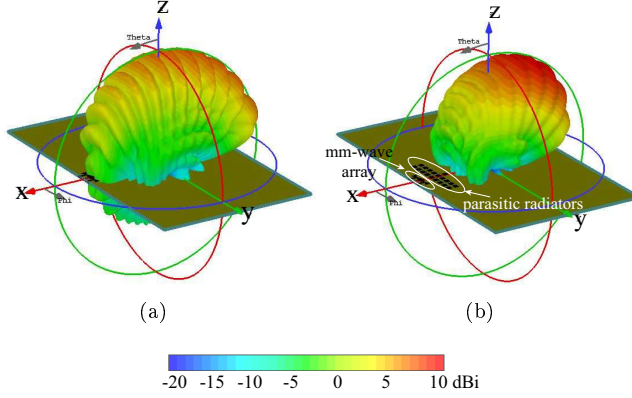 Z
Theta
X
Phi
y
(a)
Z
Theta
mm-wave
array
X
Phi
y
parasitic radiators
(b)
-20 -15 -10 -5 0 5 10 dBi